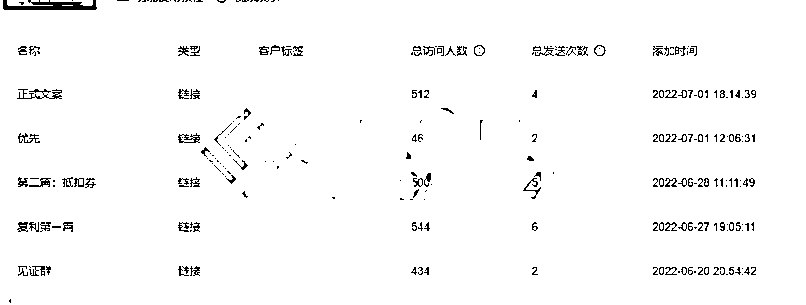 名称 类型 客户标签 总访问人数 总发送次数 添加时间
正式文案 链接 512 4 2022-07-01 18:14:39
优先 链接 46 2 2022-07-01 12:06:31
第二篇：抵扣券 链接 500 5 2022-06-28 11:11:49
复利第一篇 链接 544 6 2022-06-27 19:05:11
见证群 链接 434 2 2022-06-20 20:54:42